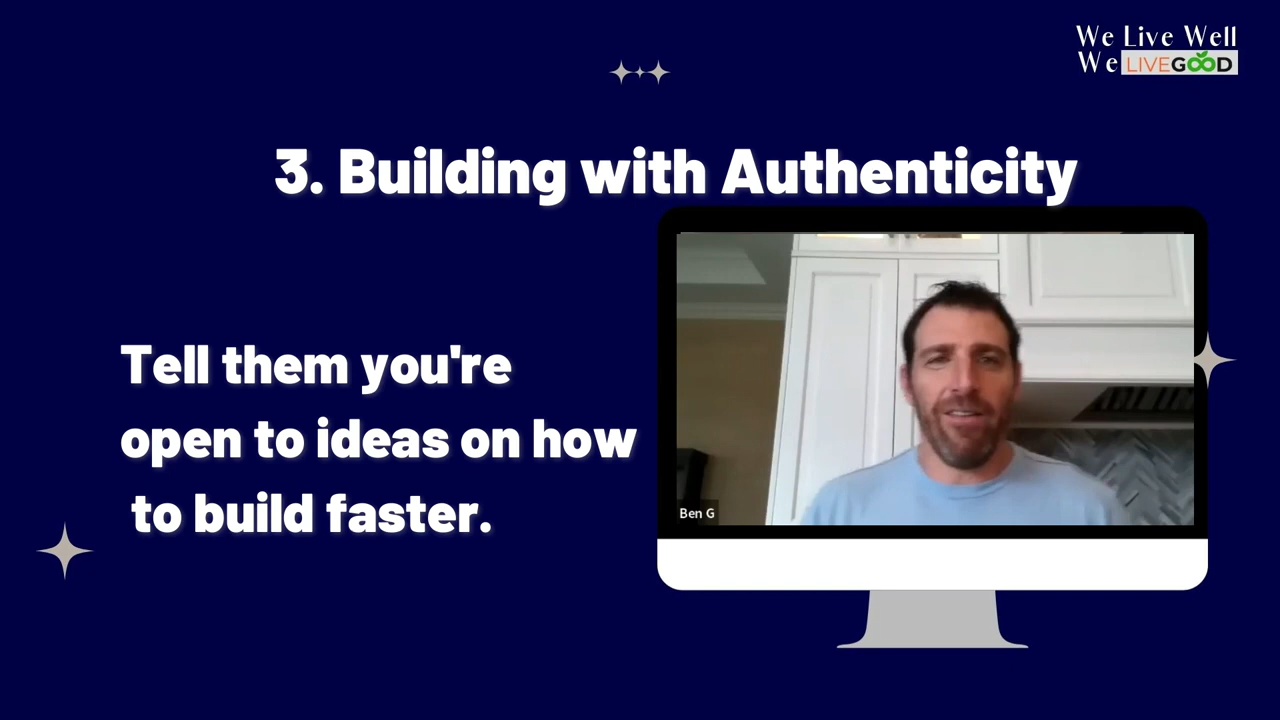 We Live Well
We LIVEGOOD
3. Building with Authenticity
Tell them you're
open to ideas on how
to build faster.
Ben G